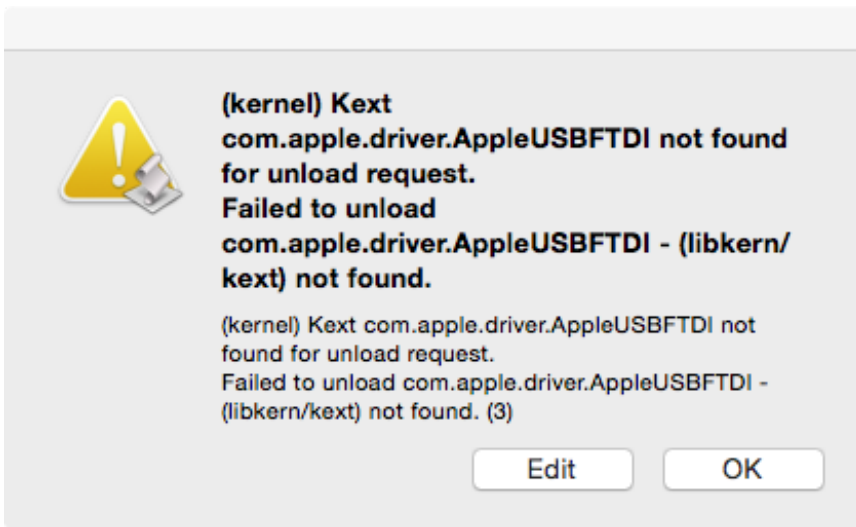 (kernel) Kext
com.apple.driver.AppleUSBFTDI not found
for unload request.
Failed to unload
com.apple.driver.AppleUSBFTDI - (libkern/
kext) not found.
(kernel) Kext com.apple.driver.AppleUSBFTDI not
found for unload request.
Failed to unload com.apple.driver.AppleUSBFTDI -
(libkern/kext) not found. (3)
Edit
OK